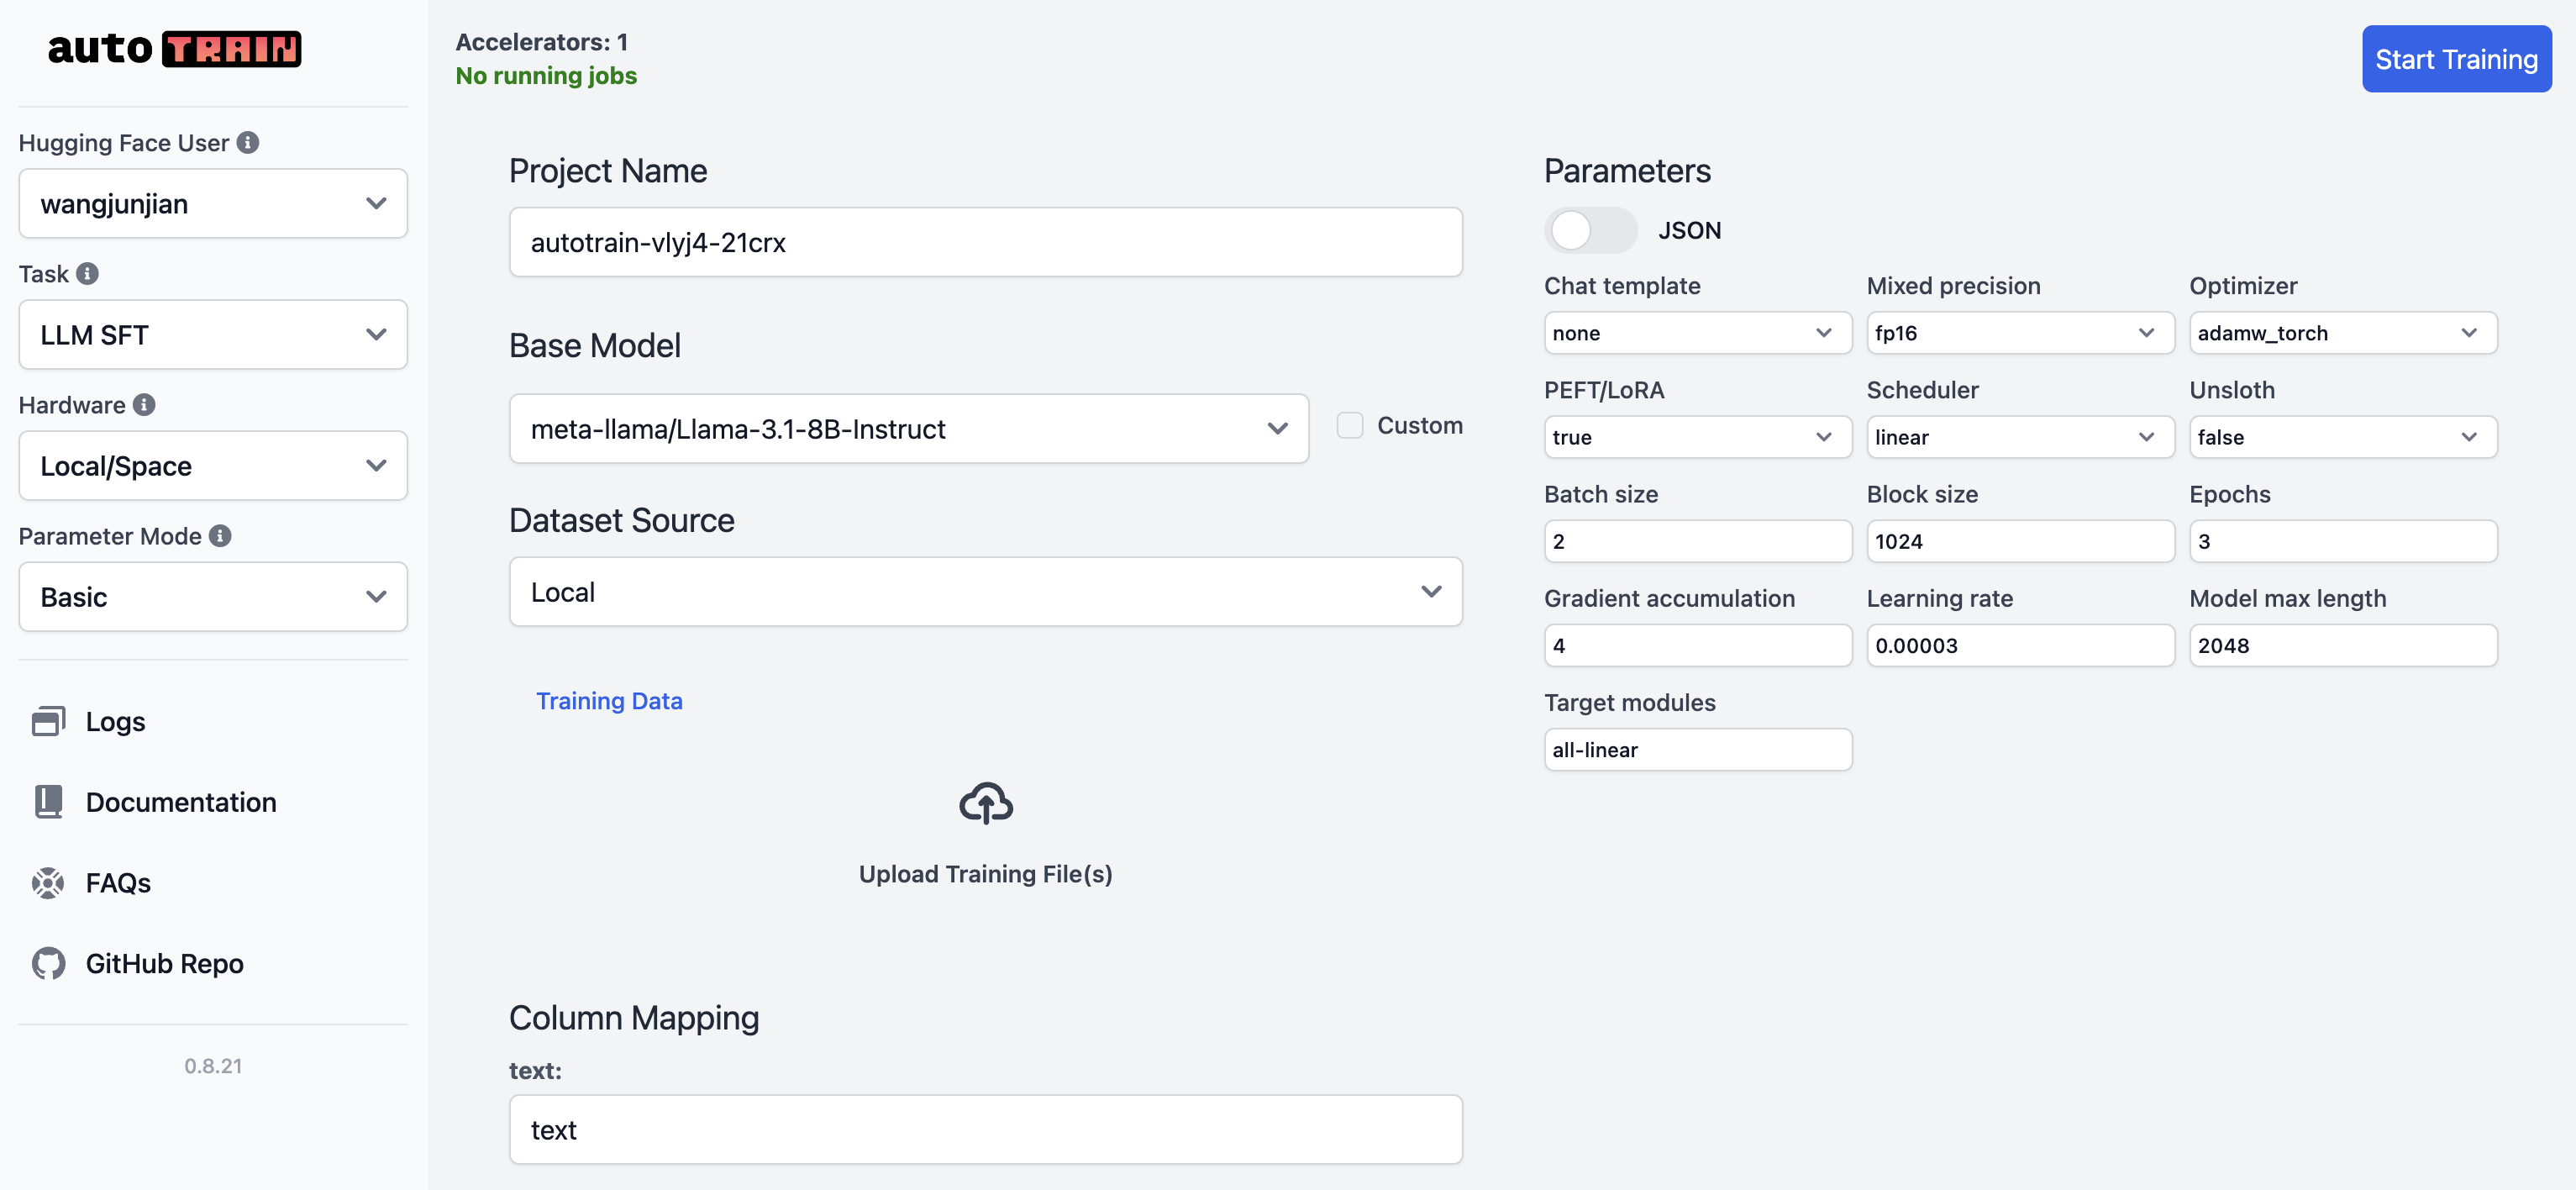 auto TRAIN
Hugging Face User
wangjunjian
Task
LLM SFT
Hardware
Local/Space
Parameter Mode
Basic
Logs
Documentation
FAQs
GitHub Repo
0.8.21
Accelerators: 1
No running jobs
Start Training
Project Name
autotrain-vlyj4-21crx
Base Model
meta-llama/Llama-3.1-8B-Instruct
Custom
Dataset Source
Local
Training Data
Upload Training File(s)
Column Mapping
text:
text
Parameters
JSON
Chat template Mixed precision Optimizer
none fp16 adamw_torch
PEFT/LoRA Scheduler Unsloth
true linear false
Batch size Block size Epochs
2 1024 3
Gradient accumulation Learning rate Model max length
4 0.00003 2048
Target modules
all-linear